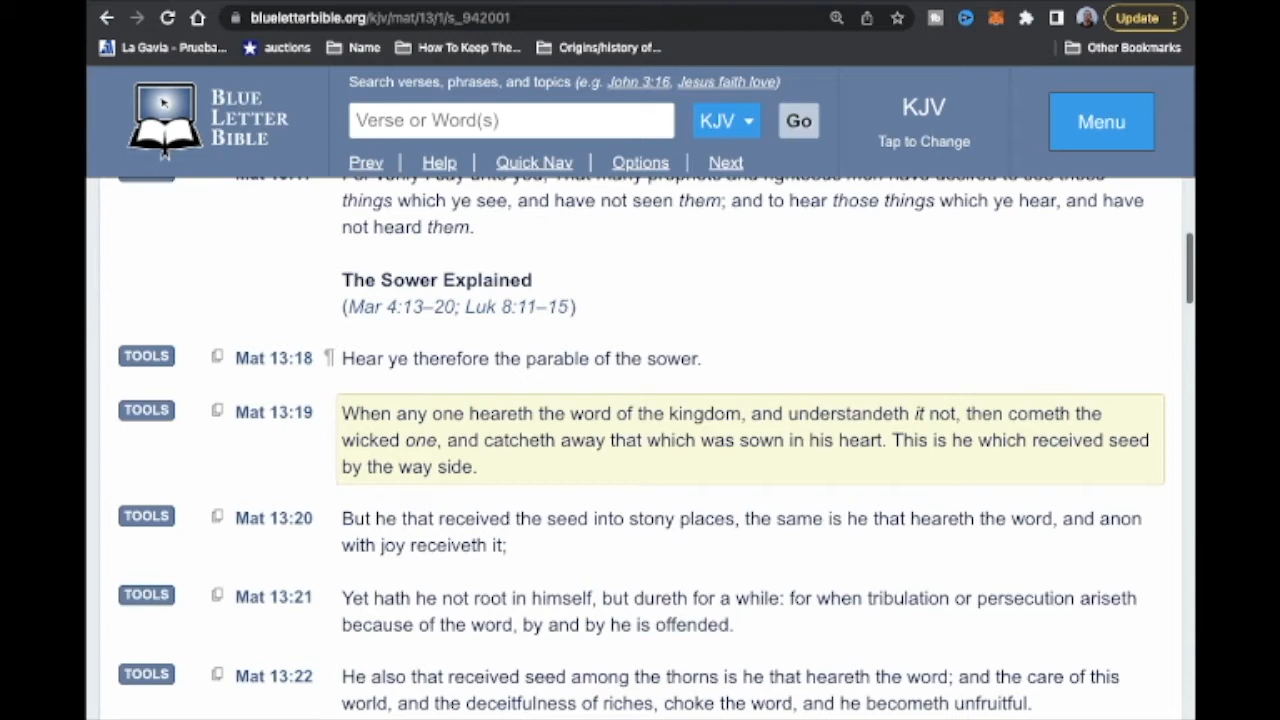 blueletterbible.org/kjv/mat/13/1/s_942001
Update
La Gavia - Prueba...
auctions
Name
How To Keep The...
Origins/history of...
Other Bookmarks
BLUE
LETTER
BIBLE
Search verses, phrases, and topics (e.g. John 3:16, Jesus faith love)
Verse or Word(s)
KJV
Go
Prev | Help | Quick Nav | Options | Next
KJV
Tap to Change
Menu
things which ye see, and have not seen them; and to hear those things which ye hear, and have
not heard them.
The Sower Explained
(Mar 4:13–20; Luk 8:11–15)
TOOLS Mat 13:18 ¶ Hear ye therefore the parable of the sower.
TOOLS Mat 13:19 When any one heareth the word of the kingdom, and understandeth it not, then cometh the
wicked one, and catcheth away that which was sown in his heart. This is he which received seed
by the way side.
TOOLS Mat 13:20 But he that received the seed into stony places, the same is he that heareth the word, and anon
with joy receiveth it;
TOOLS Mat 13:21 Yet hath he not root in himself, but dureth for a while: for when tribulation or persecution ariseth
because of the word, by and by he is offended.
TOOLS Mat 13:22 He also that received seed among the thorns is he that heareth the word; and the care of this
world, and the deceitfulness of riches, choke the word, and he becometh unfruitful.